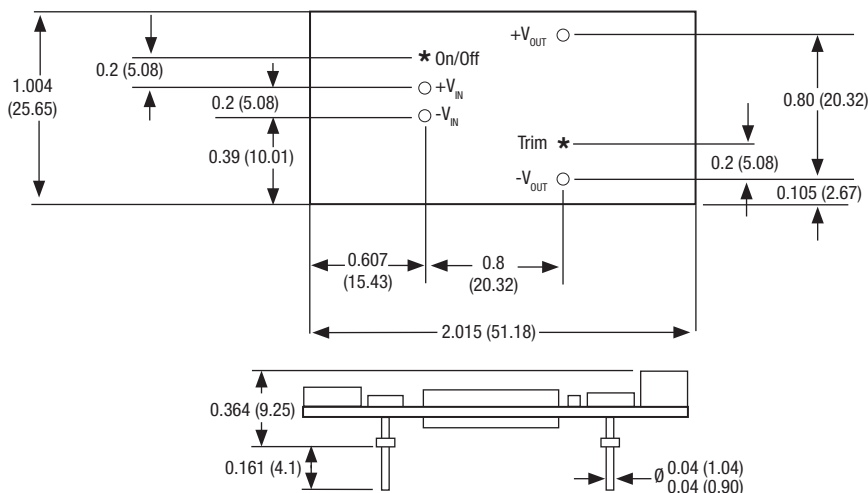 +VOUT
* On/Off
0.2 (5.08)
1.004
(25.65)
+VIN
0.2 (5.08)
0.80 (20.32)
-VIN
Trim *
0.39 (10.01)
0.2 (5.08)
-VOUT
0.105 (2.67)
0.607
(15.43)
0.8
(20.32)
2.015 (51.18)
0.364 (9.25)
0.161 (4.1)
Ø 0.04 (1.04)
0.04 (0.90)